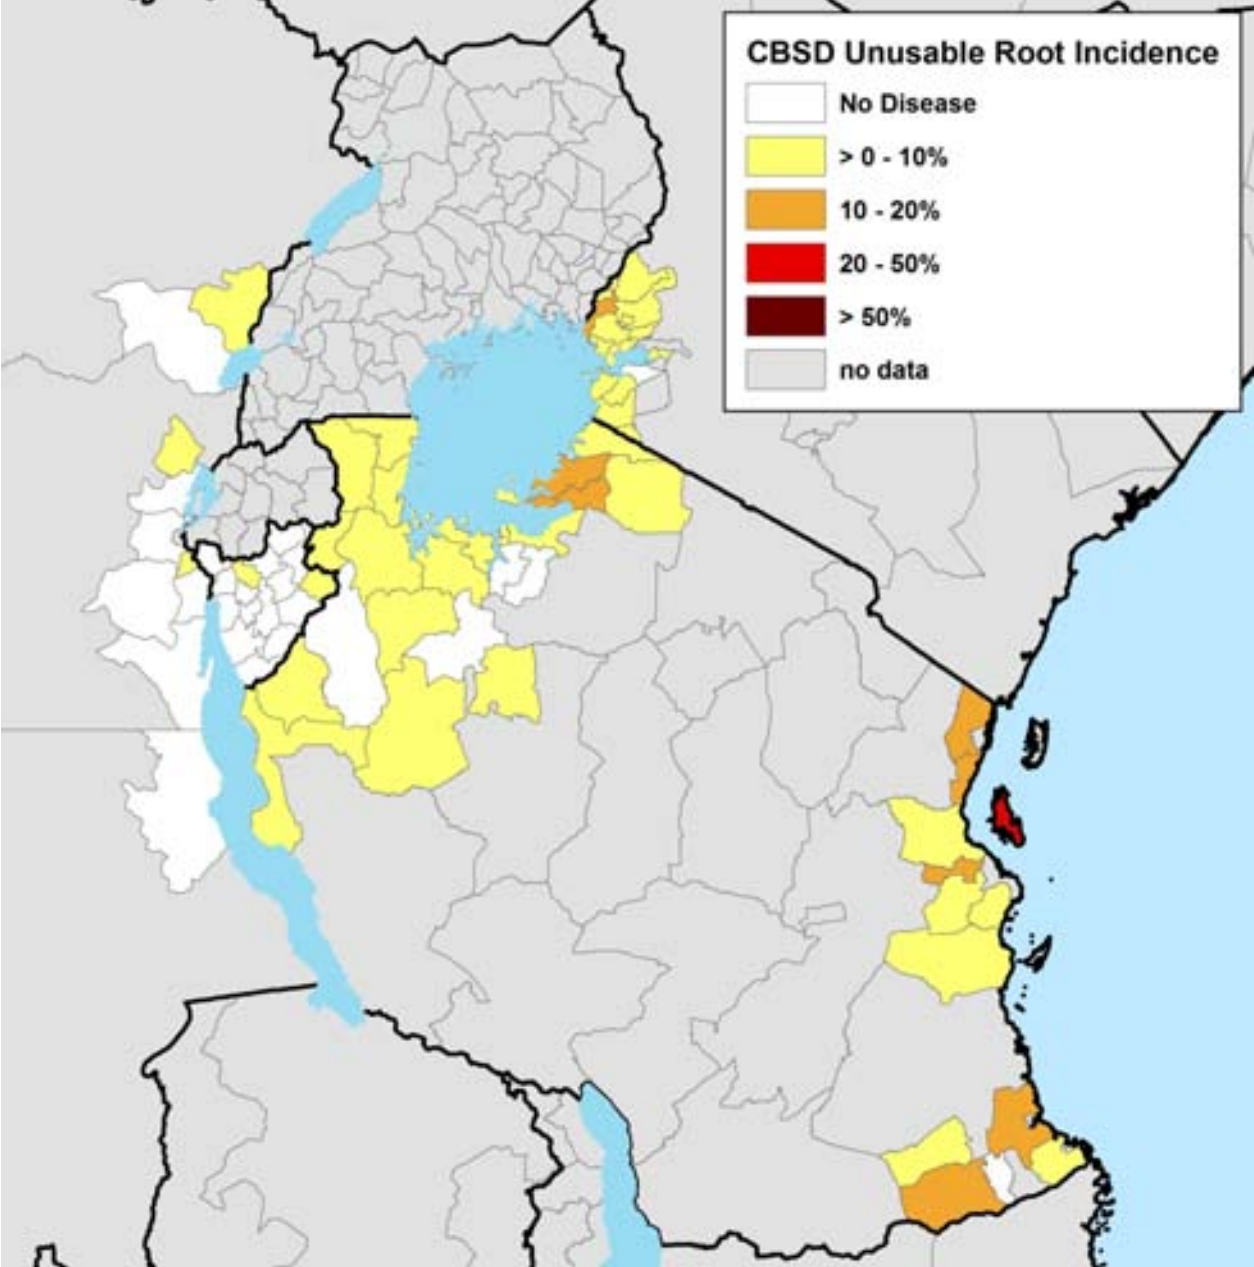 CBSD Unusable Root Incidence
No Disease
> 0 - 10%
10 - 20%
20 - 50%
> 50%
no data